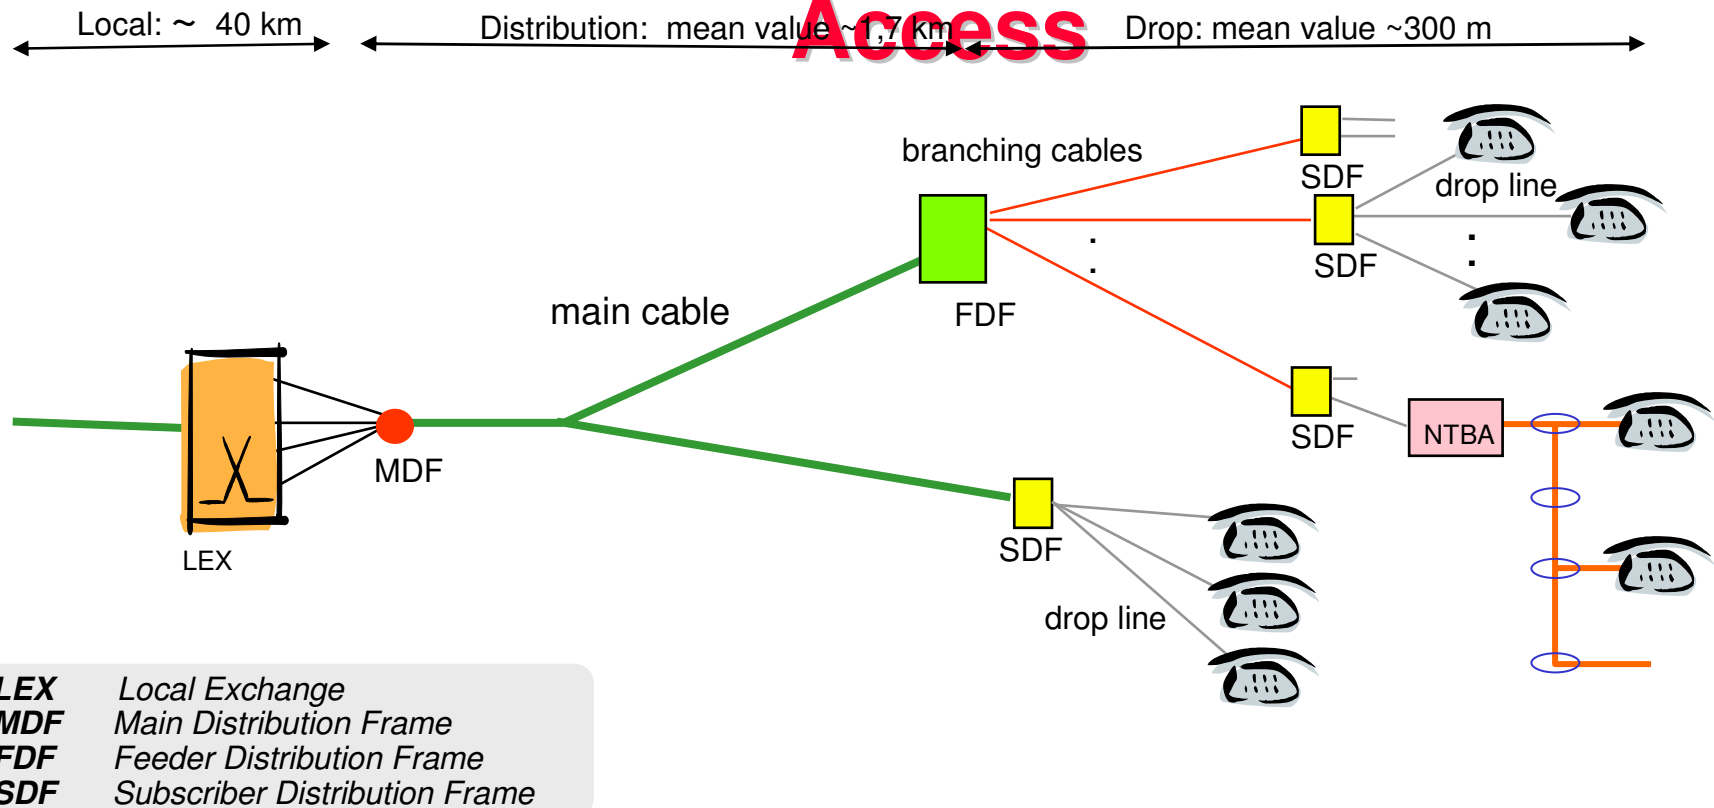 Access
Local: ~ 40 km
Distribution: mean value ~1,7 km
Drop: mean value ~300 m
branching cables
SDF
drop line
SDF
FDF
main cable
SDF
NTBA
MDF
LEX
SDF
drop line
LEX Local Exchange
MDF Main Distribution Frame
FDF Feeder Distribution Frame
SDF Subscriber Distribution Frame